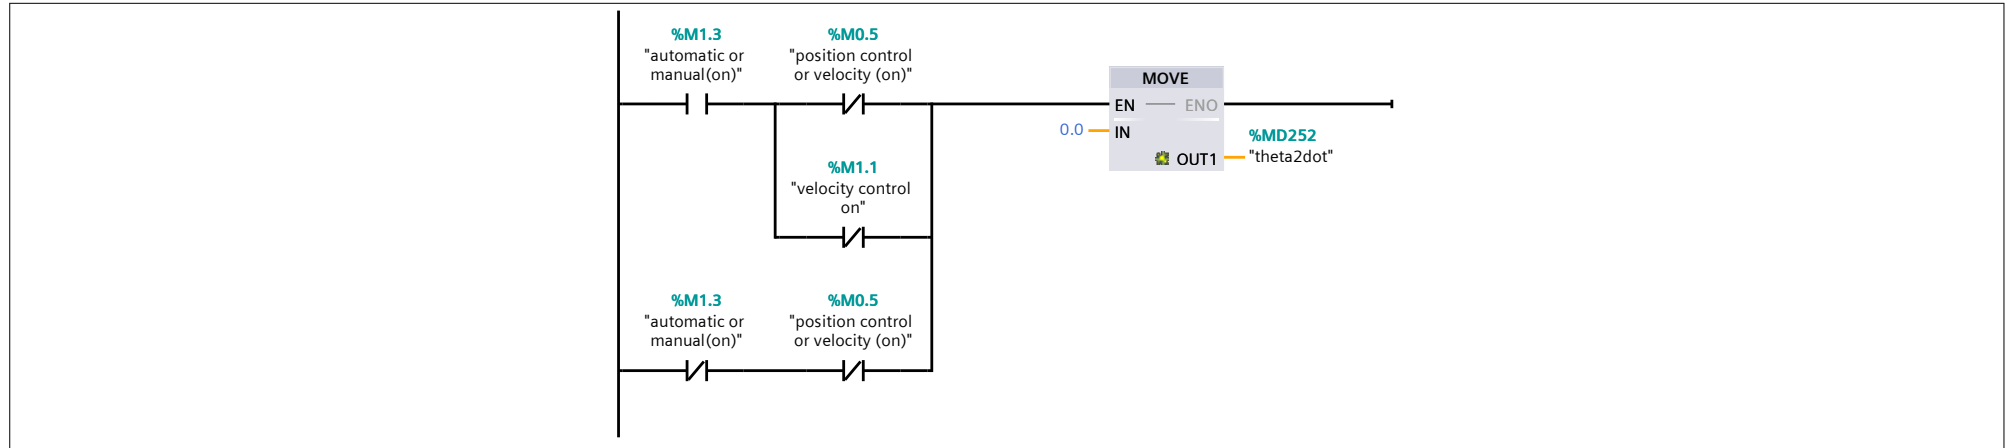 %M1.3
"automatic or
manual(on)"
%M0.5
"position control
or velocity (on)"
MOVE
EN
ENO
0.0
IN
%MD252
OUT1
"theta2dot"
%M1.1
"velocity control
on"
%M1.3
"automatic or
manual(on)"
%M0.5
"position control
or velocity (on)"